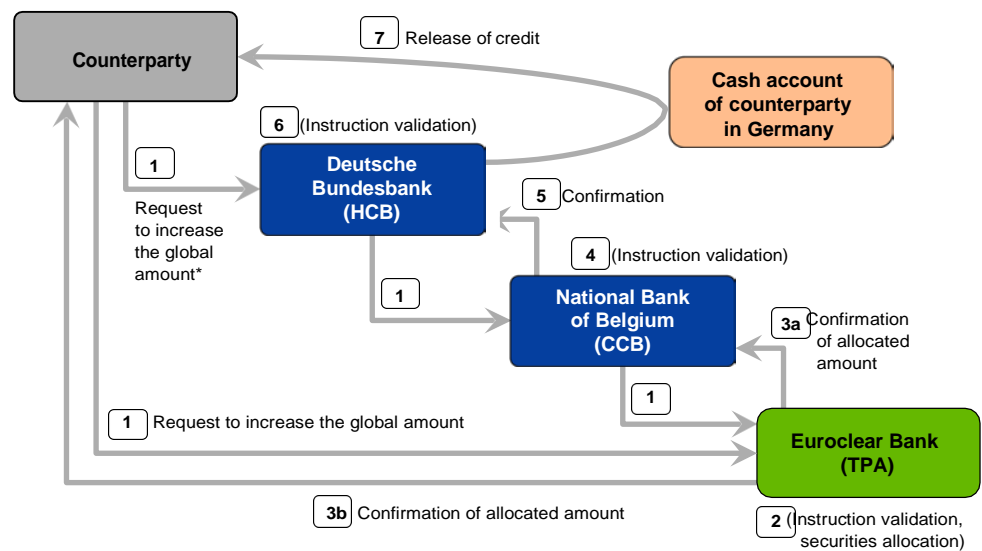 7 Release of credit
Counterparty
Cash account
of counterparty
in Germany
6 (Instruction validation)
Deutsche
Bundesbank
(HCB)
1
Request
to increase
the global
amount*
5 Confirmation
4 (Instruction validation)
1
National Bank
of Belgium
(CCB)
3a Confirmation
of allocated
amount
1
1 Request to increase the global amount
Euroclear Bank
(TPA)
3b Confirmation of allocated amount
2 (Instruction validation,
securities allocation)